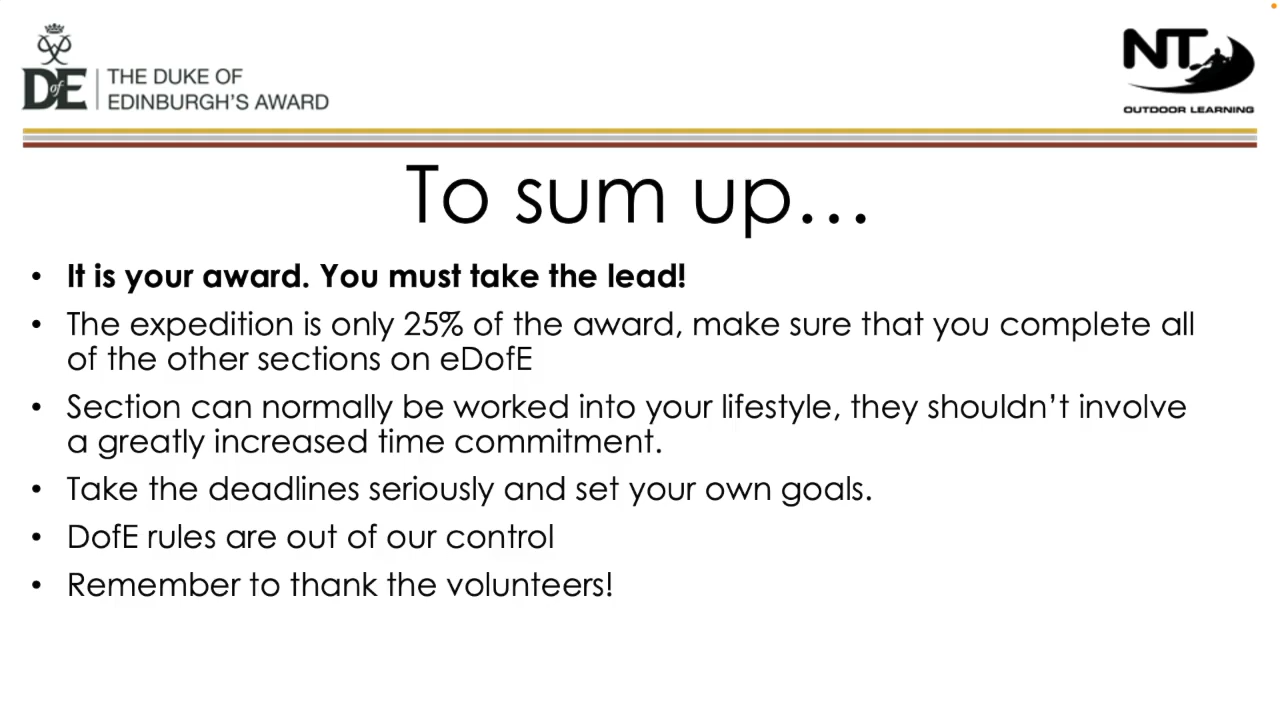 DofE
THE DUKE OF
EDINBURGH'S AWARD
NT
OUTDOOR LEARNING
To sum up...
• It is your award. You must take the lead!
• The expedition is only 25% of the award, make sure that you complete all
of the other sections on eDofE
• Section can normally be worked into your lifestyle, they shouldn't involve
a greatly increased time commitment.
• Take the deadlines seriously and set your own goals.
• DofE rules are out of our control
• Remember to thank the volunteers!